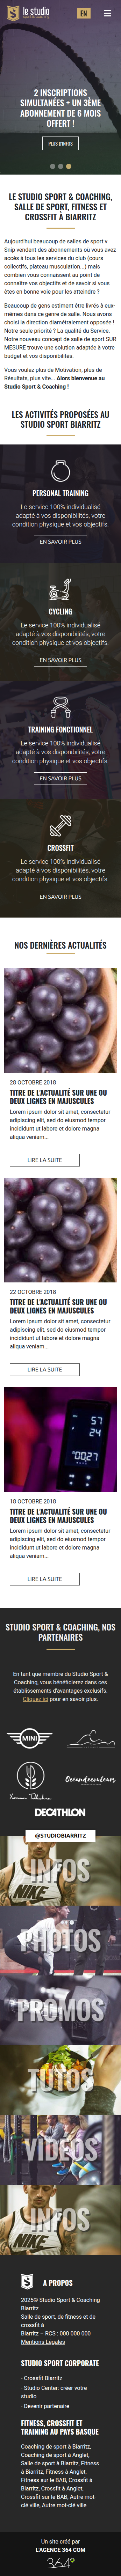 le studio
EN
2 INSCRIPTIONS
SIMULTANÉES = UN 3ÈME
ABONNEMENT DE 6 MOIS
OFFERT !
PLUS D'INFOS
LE STUDIO SPORT & COACHING,
SALLE DE SPORT, FITNESS ET
CROSSFIT À BIARRITZ
Aujourd'hui beaucoup de salles de sport v
Snip vendent des abonnements où vous avez
accès à tous les services du club (cours
collectifs, plateau musculation...) mais
combien vous connaissent au point de
connaître vos objectifs et de savoir si vous
êtes en bonne voie pour les atteindre ?
Beaucoup de gens estiment être livrés à eux-
mêmes dans ce genre de salle. Nous avons
choisi la direction diamétralement opposée !
Notre seule priorité ? La qualité du Service.
Notre nouveau concept de salle de sport SUR
MESURE trouve une solution adaptée à votre
budget et vos disponibilités.
Vous voulez plus de Motivation, plus de
Résultats, plus vite... Alors bienvenue au
Studio Sport & Coaching !
LES ACTIVITÉS PROPOSÉES AU
STUDIO SPORT BIARRITZ
PERSONAL TRAINING
Le service 100% individualisé
adapté à vos disponibilités, votre
condition physique et vos objectifs.
EN SAVOIR PLUS
CYCLING
Le service 100% individualisé
adapté à vos disponibilités, votre
condition physique et vos objectifs.
EN SAVOIR PLUS
TRAINING FONCTIONNEL
Le service 100% individualisé
adapté à vos disponibilités, votre
condition physique et vos objectifs.
EN SAVOIR PLUS
CROSSFIT
Le service 100% individualisé
adapté à vos disponibilités, votre
condition physique et vos objectifs.
EN SAVOIR PLUS
NOS DERNIÈRES ACTUALITÉS
28 OCTOBRE 2018
TITRE DE L'ACTUALITÉ SUR UNE OU
DEUX LIGNES EN MAJUSCULES
Lorem ipsum dolor sit amet, consectetur
adipiscing elit, sed do eiusmod tempor
incididunt ut labore et dolore magna
aliqua veniam...
LIRE LA SUITE
22 OCTOBRE 2018
TITRE DE L'ACTUALITÉ SUR UNE OU
DEUX LIGNES EN MAJUSCULES
Lorem ipsum dolor sit amet, consectetur
adipiscing elit, sed do eiusmod tempor
incididunt ut labore et dolore magna
aliqua veniam...
LIRE LA SUITE
57 24
00:27
18 OCTOBRE 2018
TITRE DE L'ACTUALITÉ SUR UNE OU
DEUX LIGNES EN MAJUSCULES
Lorem ipsum dolor sit amet, consectetur
adipiscing elit, sed do eiusmod tempor
incididunt ut labore et dolore magna
aliqua veniam...
LIRE LA SUITE
STUDIO SPORT & COACHING, NOS
PARTENAIRES
En tant que membre du Studio Sport &
Coaching, vous bénéficierez dans ces
établissements d'avantages exclusifs.
Cliquez ici pour en savoir plus.
MINI
DECATHLON
@STUDIOBIARRITZ
INFOS
NIKE
PHOTOS
PROMOS
TUTOS
VIDEOS
INFOS
NIKE
A PROPOS
2025© Studio Sport & Coaching
Biarritz
Salle de sport, de fitness et de
crossfit à
Biarritz – RCS : 000 000 000
Mentions Légales
STUDIO SPORT CORPORATE
- Crossfit Biarritz
- Studio Center: créer votre
studio
- Devenir partenaire
FITNESS, CROSSFIT ET
TRAINING AU PAYS BASQUE
Coaching de sport à Biarritz,
Coaching de sport à Anglet,
Salle de sport à Biarritz, Fitness
à Biarritz, Fitness à Anglet,
Fitness sur le BAB, Crossfit à
Biarritz, Crossfit à Anglet,
Crossfit sur le BAB, Autre mot-
clé ville, Autre mot-clé ville
Un site créé par
L'AGENCE 364 COM
364